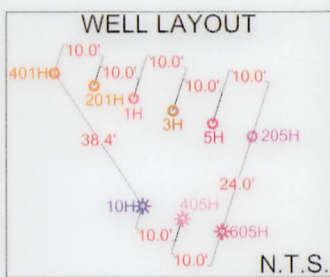 WELL LAYOUT
10.0'
401H
10.0'
10.0'
10.0'
10.0'
201H
1H
3H
5H
205H
38.4'
24.0'
10H
405H
10.0'
605H
10.0'
N.T.S.